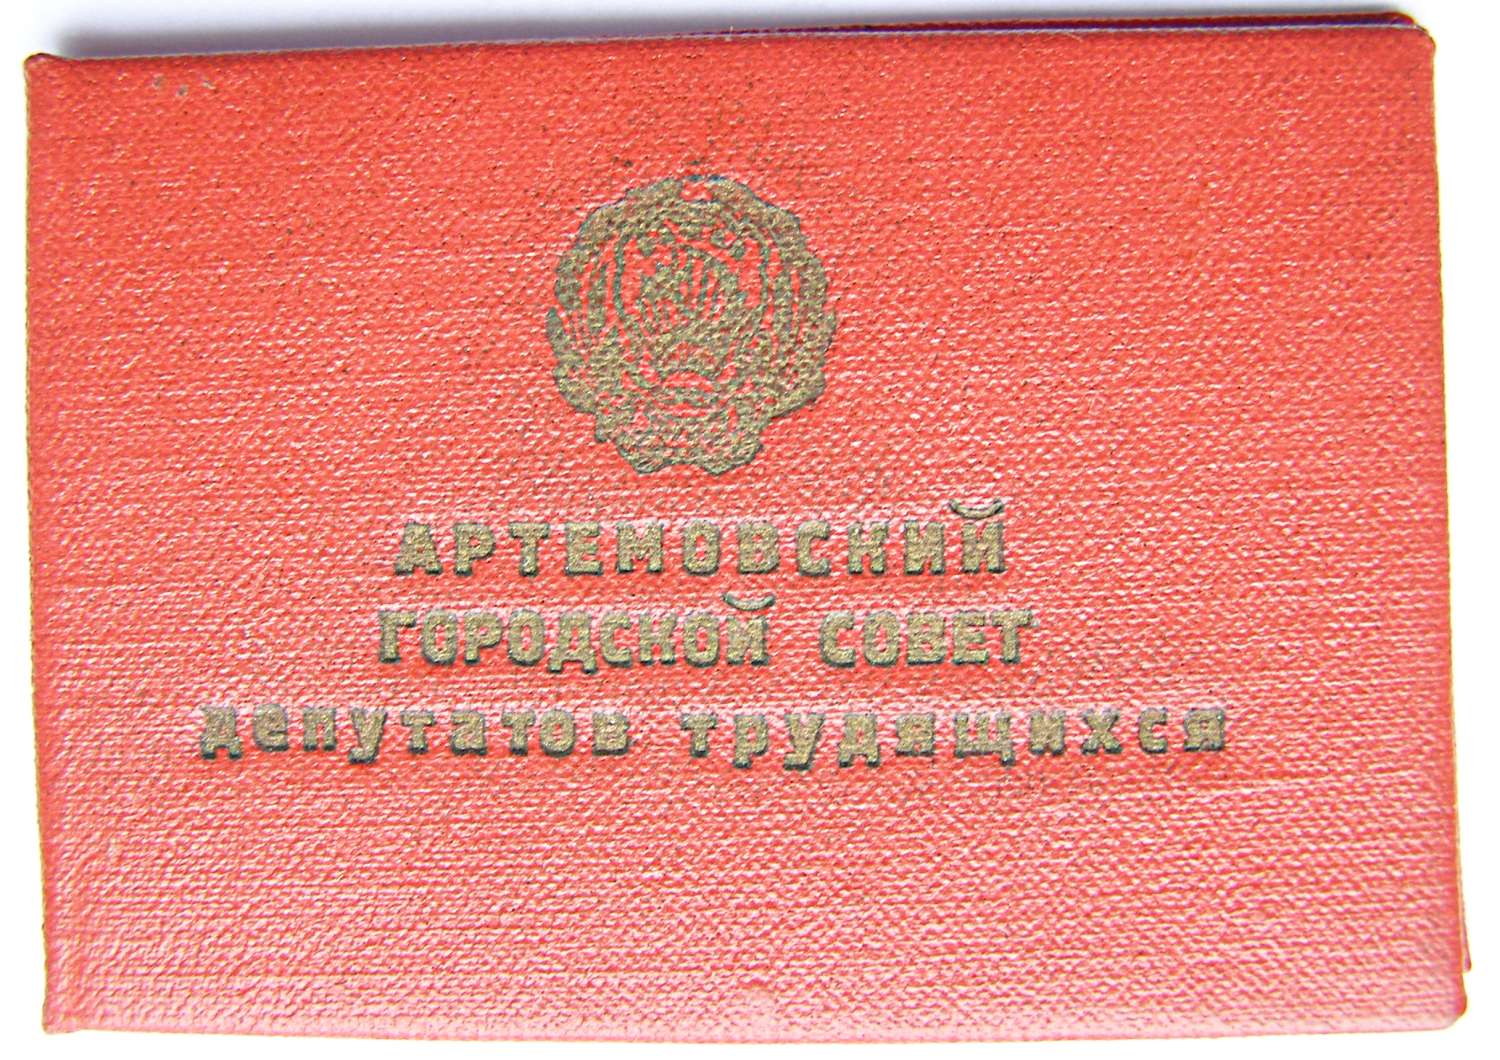 АРТЕМОВСКИЙ
ГОРОДСКОЙ СОВЕТ
депутатов трудящихся